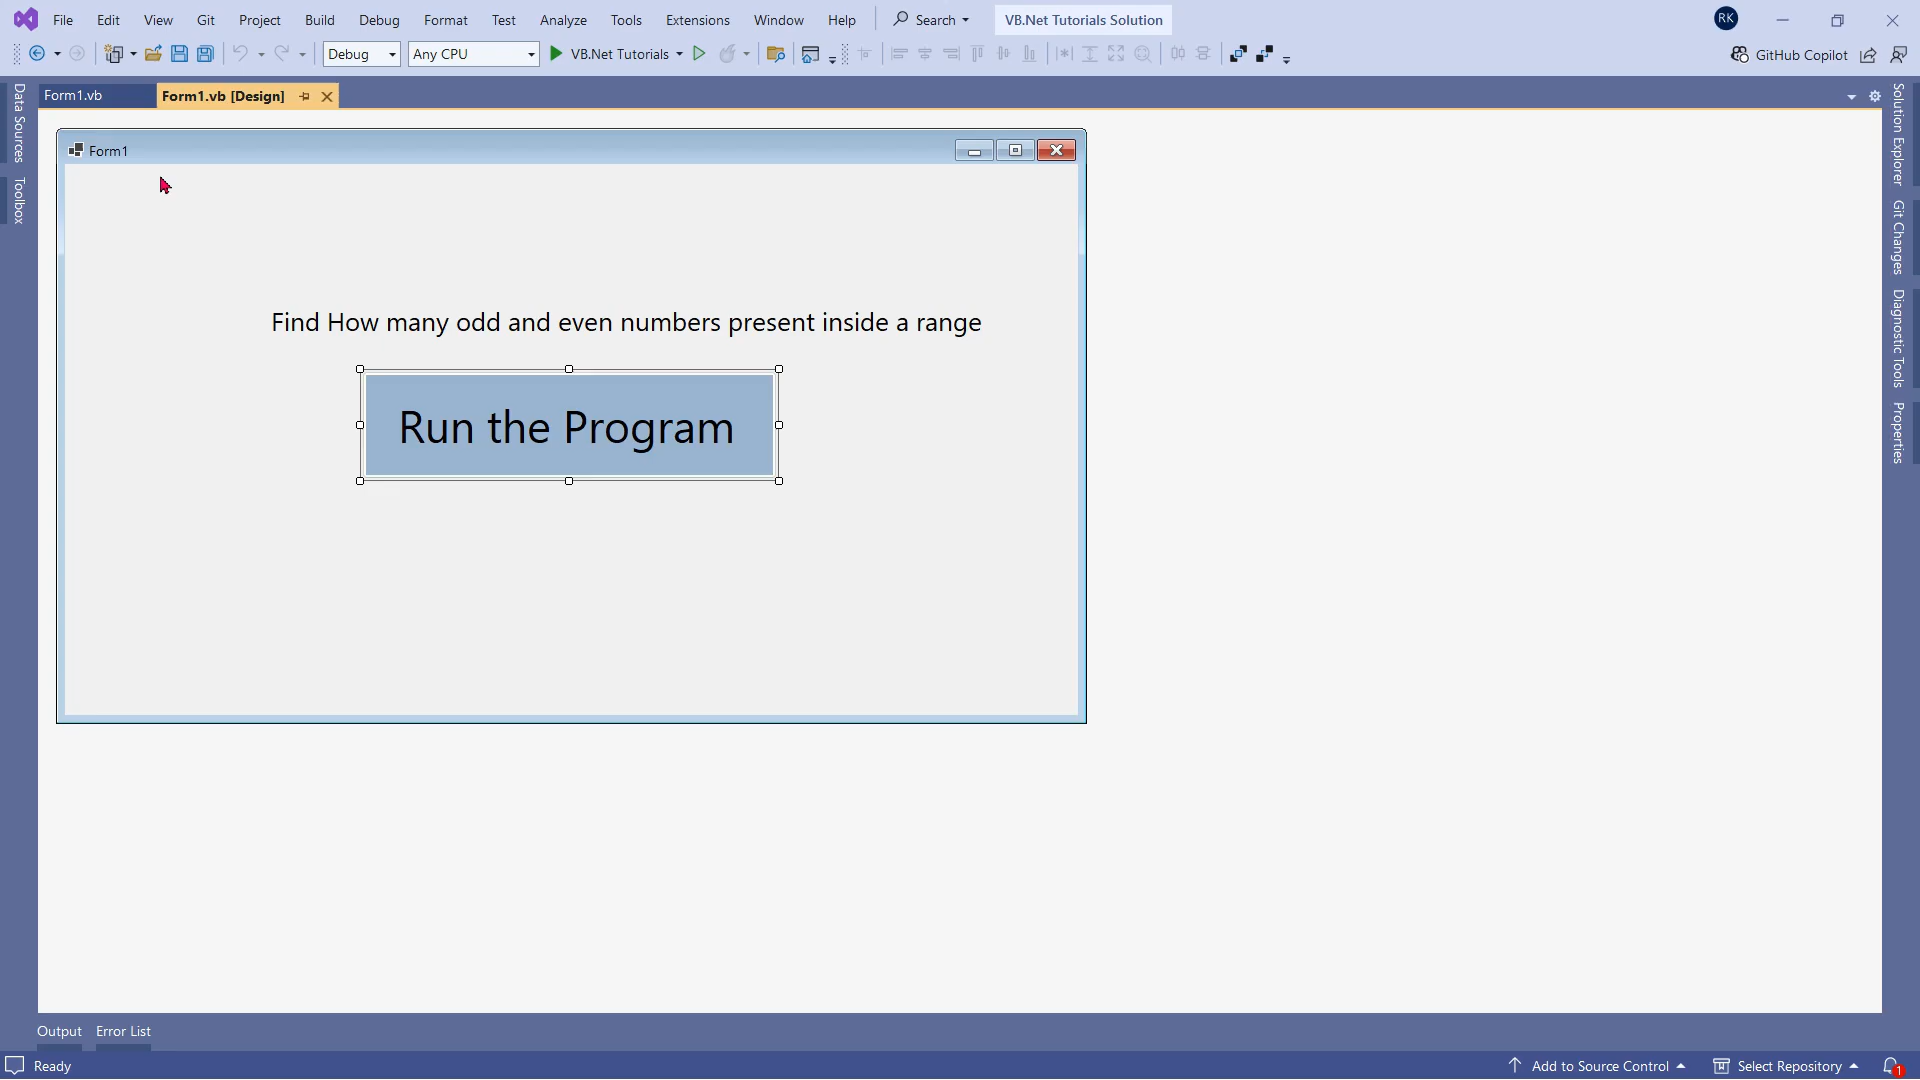 File Edit View Git Project Build Debug Format Test Analyze Tools Extensions Window Help Search VB.Net Tutorials Solution RK
Debug Any CPU VB.Net Tutorials GitHub Copilot
Form1.vb Form1.vb [Design]
Data Sources
Toolbox
Form1
Find How many odd and even numbers present inside a range
Run the Program
Solution Explorer
Git Changes
Diagnostic Tools
Properties
Output Error List
Ready Add to Source Control Select Repository 1